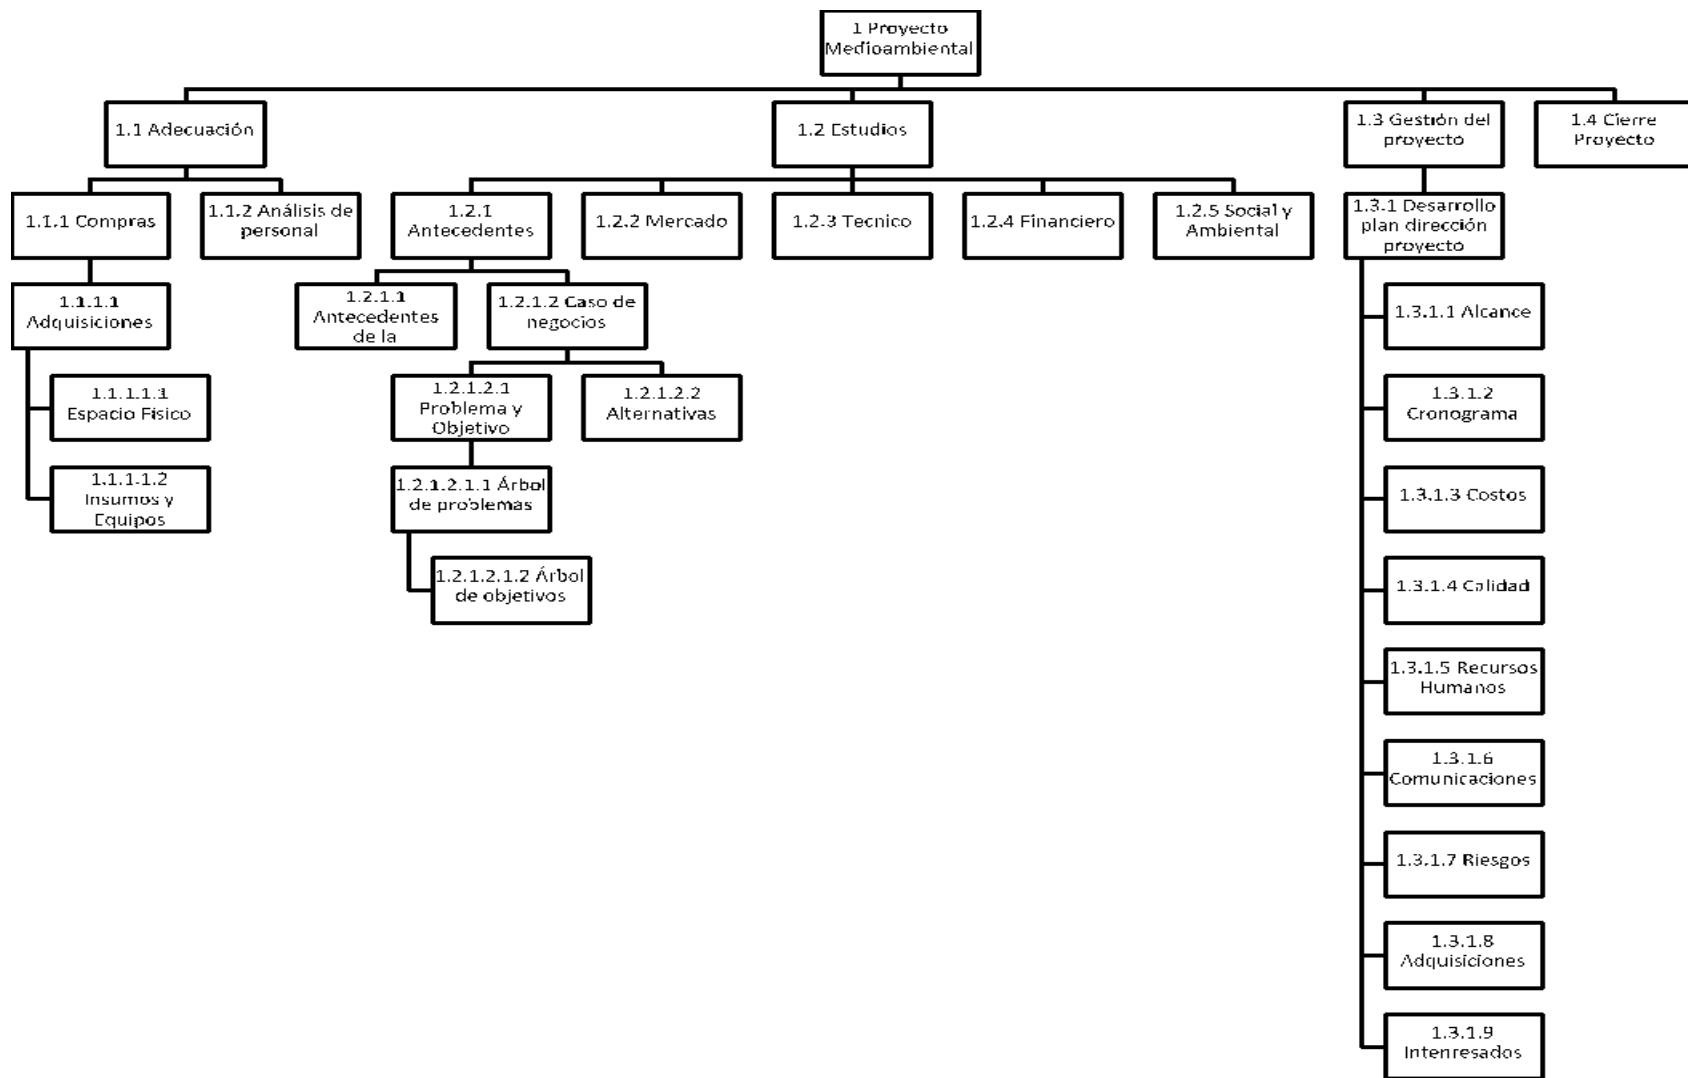 1 Proyecto
Medioambiental
1.1 Adecuación
1.2 Estudios
1.3 Gestión del
proyecto
1.4 Cierre
Proyecto
1.1.1 Compras
1.1.2 Análisis de
personal
1.2.1
Antecedentes
1.2.2 Mercado
1.2.3 Tecnico
1.2.4 Financiero
1.2.5 Social y
Ambiental
1.3.1 Desarrollo
plan dirección
proyecto
1.1.1.1
Adquisiciones
1.2.1.1
Antecedentes
de la
1.2.1.2 Caso de
negocios
1.3.1.1 Alcance
1.1.1.1.1
Espacio Fisico
1.2.1.2.1
Problema y
Objetivo
1.2.1.2.2
Alternativas
1.3.1.2
Cronograma
1.1.1.1.2
Insumos y
Equipos
1.2.1.2.1.1 Árbol
de problemas
1.3.1.3 Costos
1.2.1.2.1.2 Árbol
de objetivos
1.3.1.4 Calidad
1.3.1.5 Recursos
Humanos
1.3.1.6
Comunicaciones
1.3.1.7 Riesgos
1.3.1.8
Adquisiciones
1.3.1.9
Intenresados